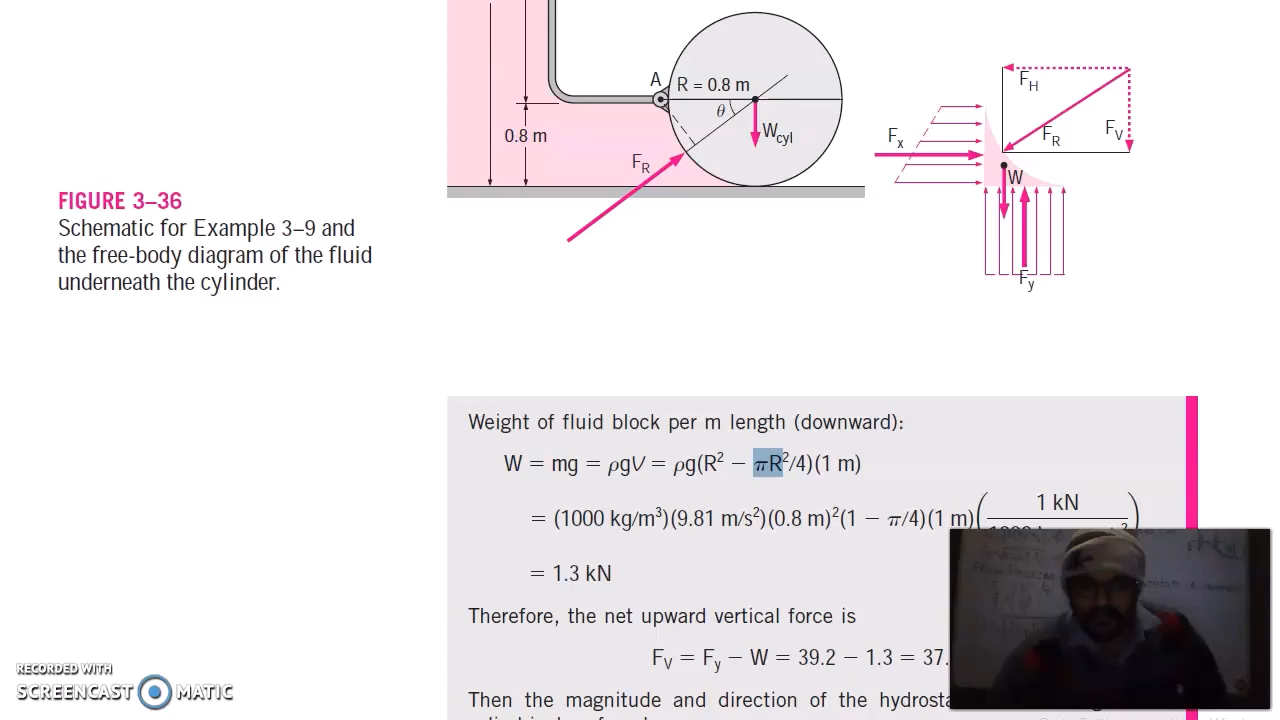 A
R = 0.8 m
θ
0.8 m
W_cyl
F_R
F_H
F_x
F_R
F_V
W
F_y
FIGURE 3–36
Schematic for Example 3–9 and
the free-body diagram of the fluid
underneath the cylinder.
Weight of fluid block per m length (downward):
W = mg = ρgV = ρg(R² − πR²/4)(1 m)
= (1000 kg/m³)(9.81 m/s²)(0.8 m)²(1 − π/4)(1 m)(1 kN
= 1.3 kN
Therefore, the net upward vertical force is
F_V = F_y − W = 39.2 − 1.3 = 37.
Then the magnitude and direction of the
RECORDED WITH
SCREENCAST MATIC